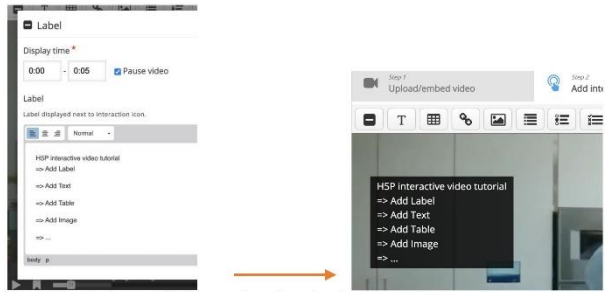 Label
Display time *
0:00 - 0:05 Pause video
Label
Label displayed next to interaction icon.
Normal
H5P interactive video tutorial
=> Add Label
=> Add Text
=> Add Table
=> Add Image
=> ...
body p
Step 1
Upload/embed video
Step 2
Add inte
T
H5P interactive video tutorial
=> Add Label
=> Add Text
=> Add Table
=> Add Image
=> ...